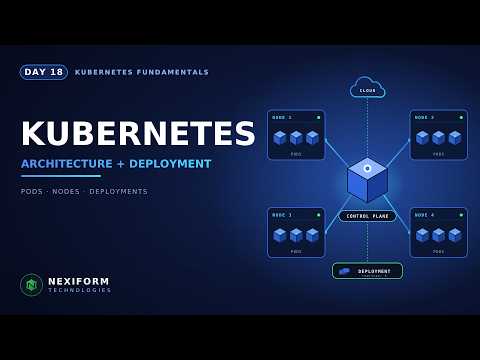 DAY 18 KUBERNETES FUNDAMENTALS
KUBERNETES
ARCHITECTURE + DEPLOYMENT
PODS · NODES · DEPLOYMENTS
NEXIFORM
TECHNOLOGIES
CLOUD
NODE 1
PODS
NODE 2
PODS
CONTROL PLANE
NODE 3
PODS
NODE 4
PODS
DEPLOYMENT